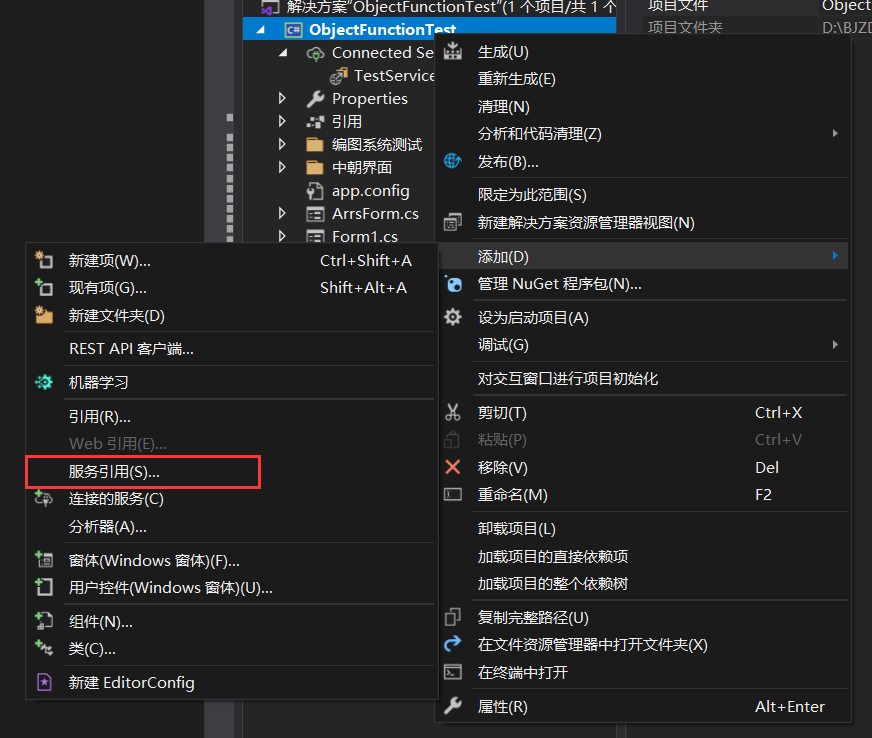 解决方案"ObjectFunctionTest"(1 个项目/共 1 个
项目文件 Object
ObjectFunctionTest
项目文件夹 D:\BJZD
Connected Se
TestService
Properties
引用
编图系统测试
中朝界面
app.config
ArrsForm.cs
Form1.cs
生成(U)
重新生成(E)
清理(N)
分析和代码清理(Z)
发布(B)...
限定为此范围(S)
新建解决方案资源管理器视图(N)
添加(D)
管理 NuGet 程序包(N)...
设为启动项目(A)
调试(G)
对交互窗口进行项目初始化
剪切(T) Ctrl+X
粘贴(P) Ctrl+V
移除(V) Del
重命名(M) F2
卸载项目(L)
加载项目的直接依赖项
加载项目的整个依赖树
复制完整路径(U)
在文件资源管理器中打开文件夹(X)
在终端中打开
属性(R) Alt+Enter
新建项(W)... Ctrl+Shift+A
现有项(G)... Shift+Alt+A
新建文件夹(D)
REST API 客户端...
机器学习
引用(R)...
Web 引用(E)...
服务引用(S)...
连接的服务(C)
分析器(A)...
窗体(Windows 窗体)(F)...
用户控件(Windows 窗体)(U)...
组件(N)...
类(C)...
新建 EditorConfig